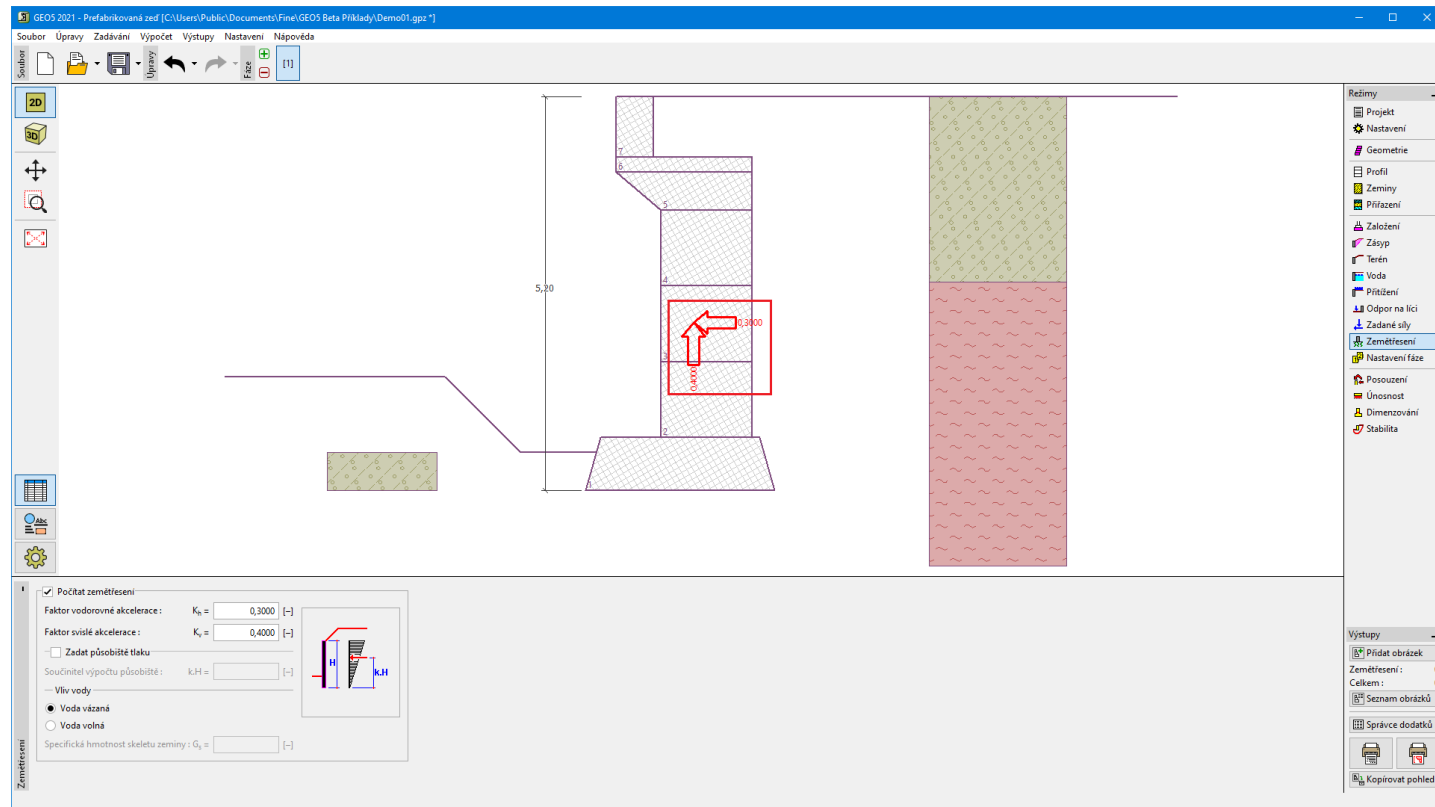 GEO5 2021 - Prefabrikovaná zeď [C:\Users\Public\Documents\Fine\GEO5 Beta Příklady\Demo01.gpz *]
Soubor Úpravy Zadávání Výpočet Výstupy Nastavení Nápověda
Soubor
Úpravy
Fáze
[1]
2D
3D
Abc
5,20
7
6
5
4
3
2
1
0,3000
0,4000
Režimy
Projekt
Nastavení
Geometrie
Profil
Zeminy
Přiřazení
Založení
Zásyp
Terén
Voda
Přitížení
Odpor na líci
Zadané síly
Zemětřesení
Nastavení fáze
Posouzení
Únosnost
Dimenzování
Stabilita
Zemětřesení
Počítat zemětřesení
Faktor vodorovné akcelerace : Kh = 0,3000 [–]
Faktor svislé akcelerace : Kv = 0,4000 [–]
Zadat působiště tlaku
Součinitel výpočtu působiště : k.H = [–]
Vliv vody
Voda vázaná
Voda volná
Specifická hmotnost skeletu zeminy : Gs = [–]
H
k.H
Výstupy
Přidat obrázek
Zemětřesení :
Celkem :
Seznam obrázků
Správce dodatků
Kopírovat pohled